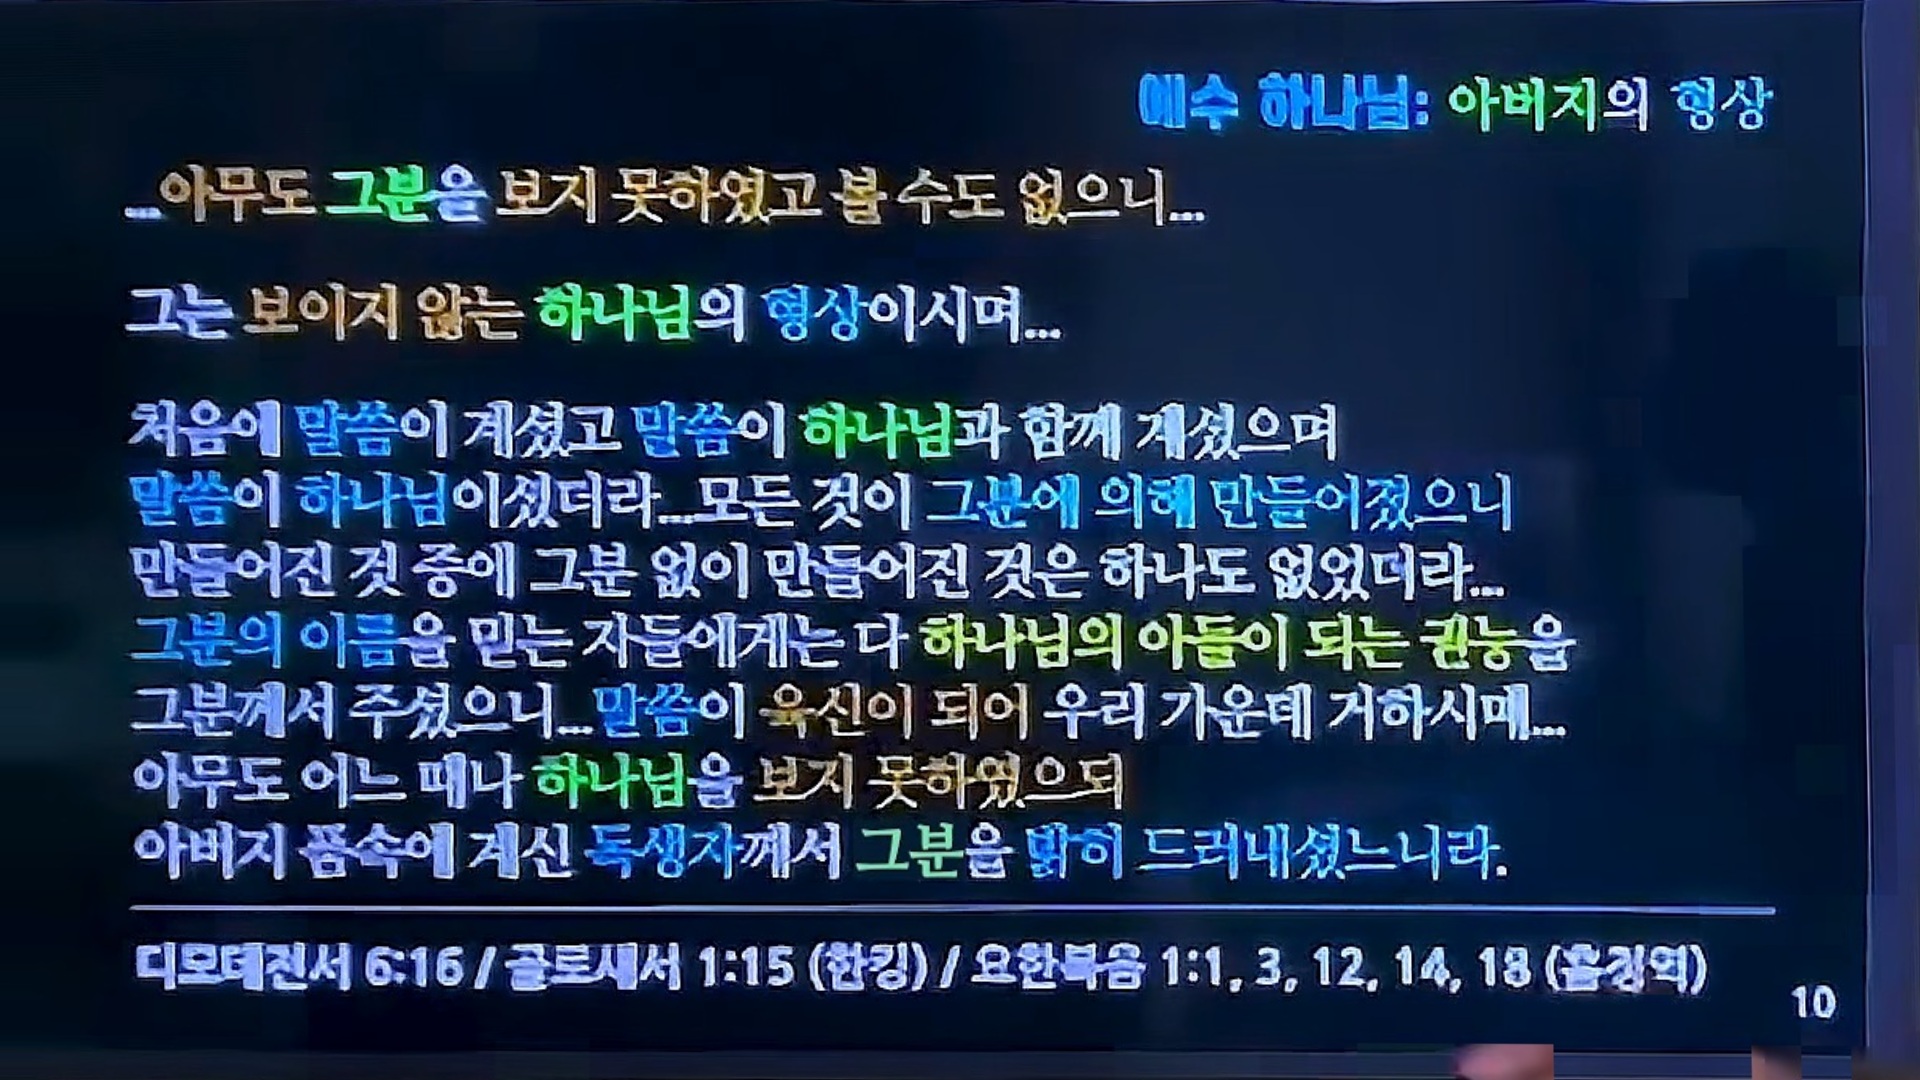 예수 하나님: 아버지의 형상
...아무도 그분을 보지 못하였고 볼 수도 없으니...
그는 보이지 않는 하나님의 형상이시며...
처음에 말씀이 계셨고 말씀이 하나님과 함께 계셨으며
말씀이 하나님이셨더라...모든 것이 그분에 의해 만들어졌으니
만들어진 것 중에 그분 없이 만들어진 것은 하나도 없었더라...
그분의 이름을 믿는 자들에게는 다 하나님의 아들이 되는 권능을
그분께서 주셨으니...말씀이 육신이 되어 우리 가운데 거하시매...
아무도 어느 때나 하나님을 보지 못하였으되
아버지 품속에 계신 독생자께서 그분을 밝히 드러내셨느니라.
디모데전서 6:16 / 골로새서 1:15 (한킹) / 요한복음 1:1, 3, 12, 14, 18 (흠정역)
10